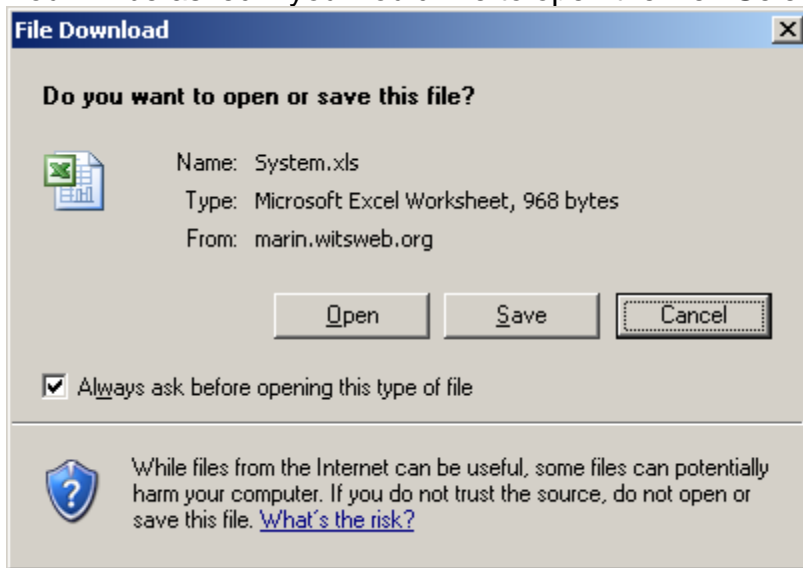 File Download
Do you want to open or save this file?
Name: System.xls
Type: Microsoft Excel Worksheet, 968 bytes
From: marin.witsweb.org
Open Save Cancel
Always ask before opening this type of file
While files from the Internet can be useful, some files can potentially
harm your computer. If you do not trust the source, do not open or
save this file. What's the risk?